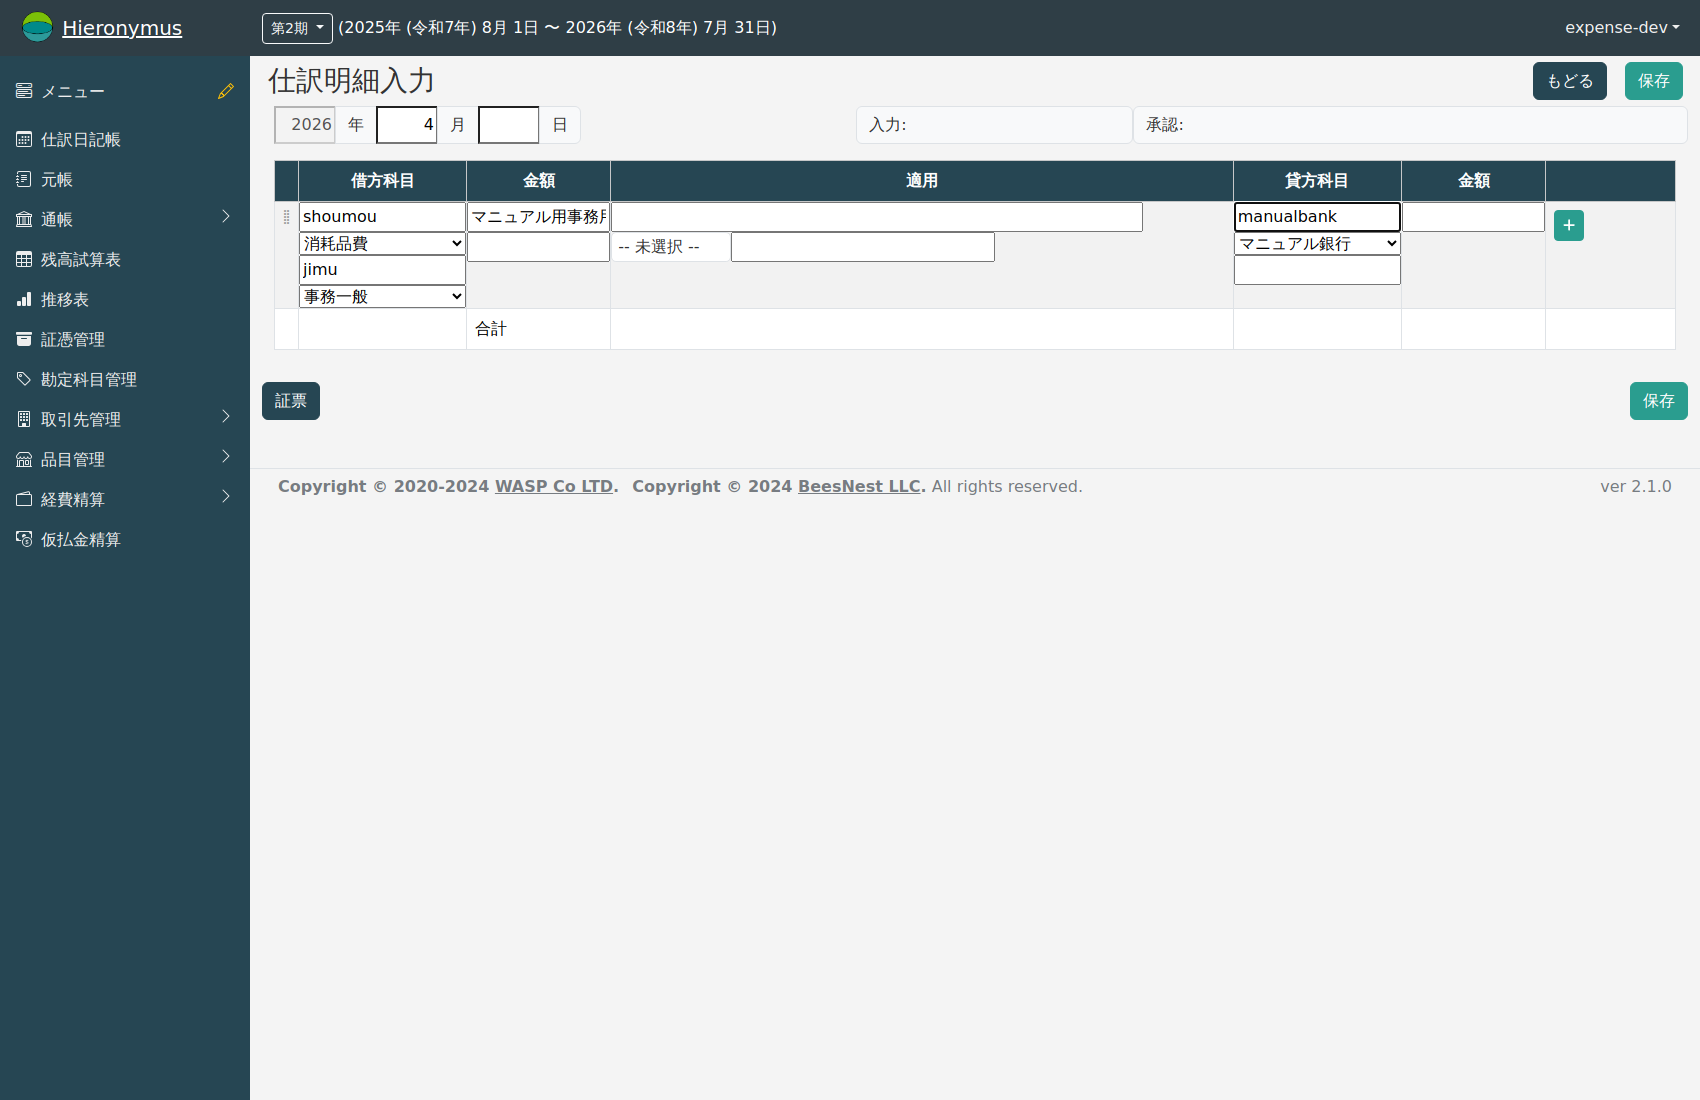 Hieronymus
第2期 (2025年 (令和7年) 8月 1日 〜 2026年 (令和8年) 7月 31日)
expense-dev
メニュー
仕訳日記帳
元帳
通帳
残高試算表
推移表
証憑管理
勘定科目管理
取引先管理
品目管理
経費精算
仮払金精算
仕訳明細入力
もどる
保存
2026 年 4 月 日
入力:
承認:
借方科目 金額 適用 貸方科目 金額
shoumou マニュアル用事務 manualbank
消耗品費 -- 未選択 -- マニュアル銀行
jimu
事務一般
合計
証票
保存
Copyright © 2020-2024 WASP Co LTD. Copyright © 2024 BeesNest LLC. All rights reserved.
ver 2.1.0